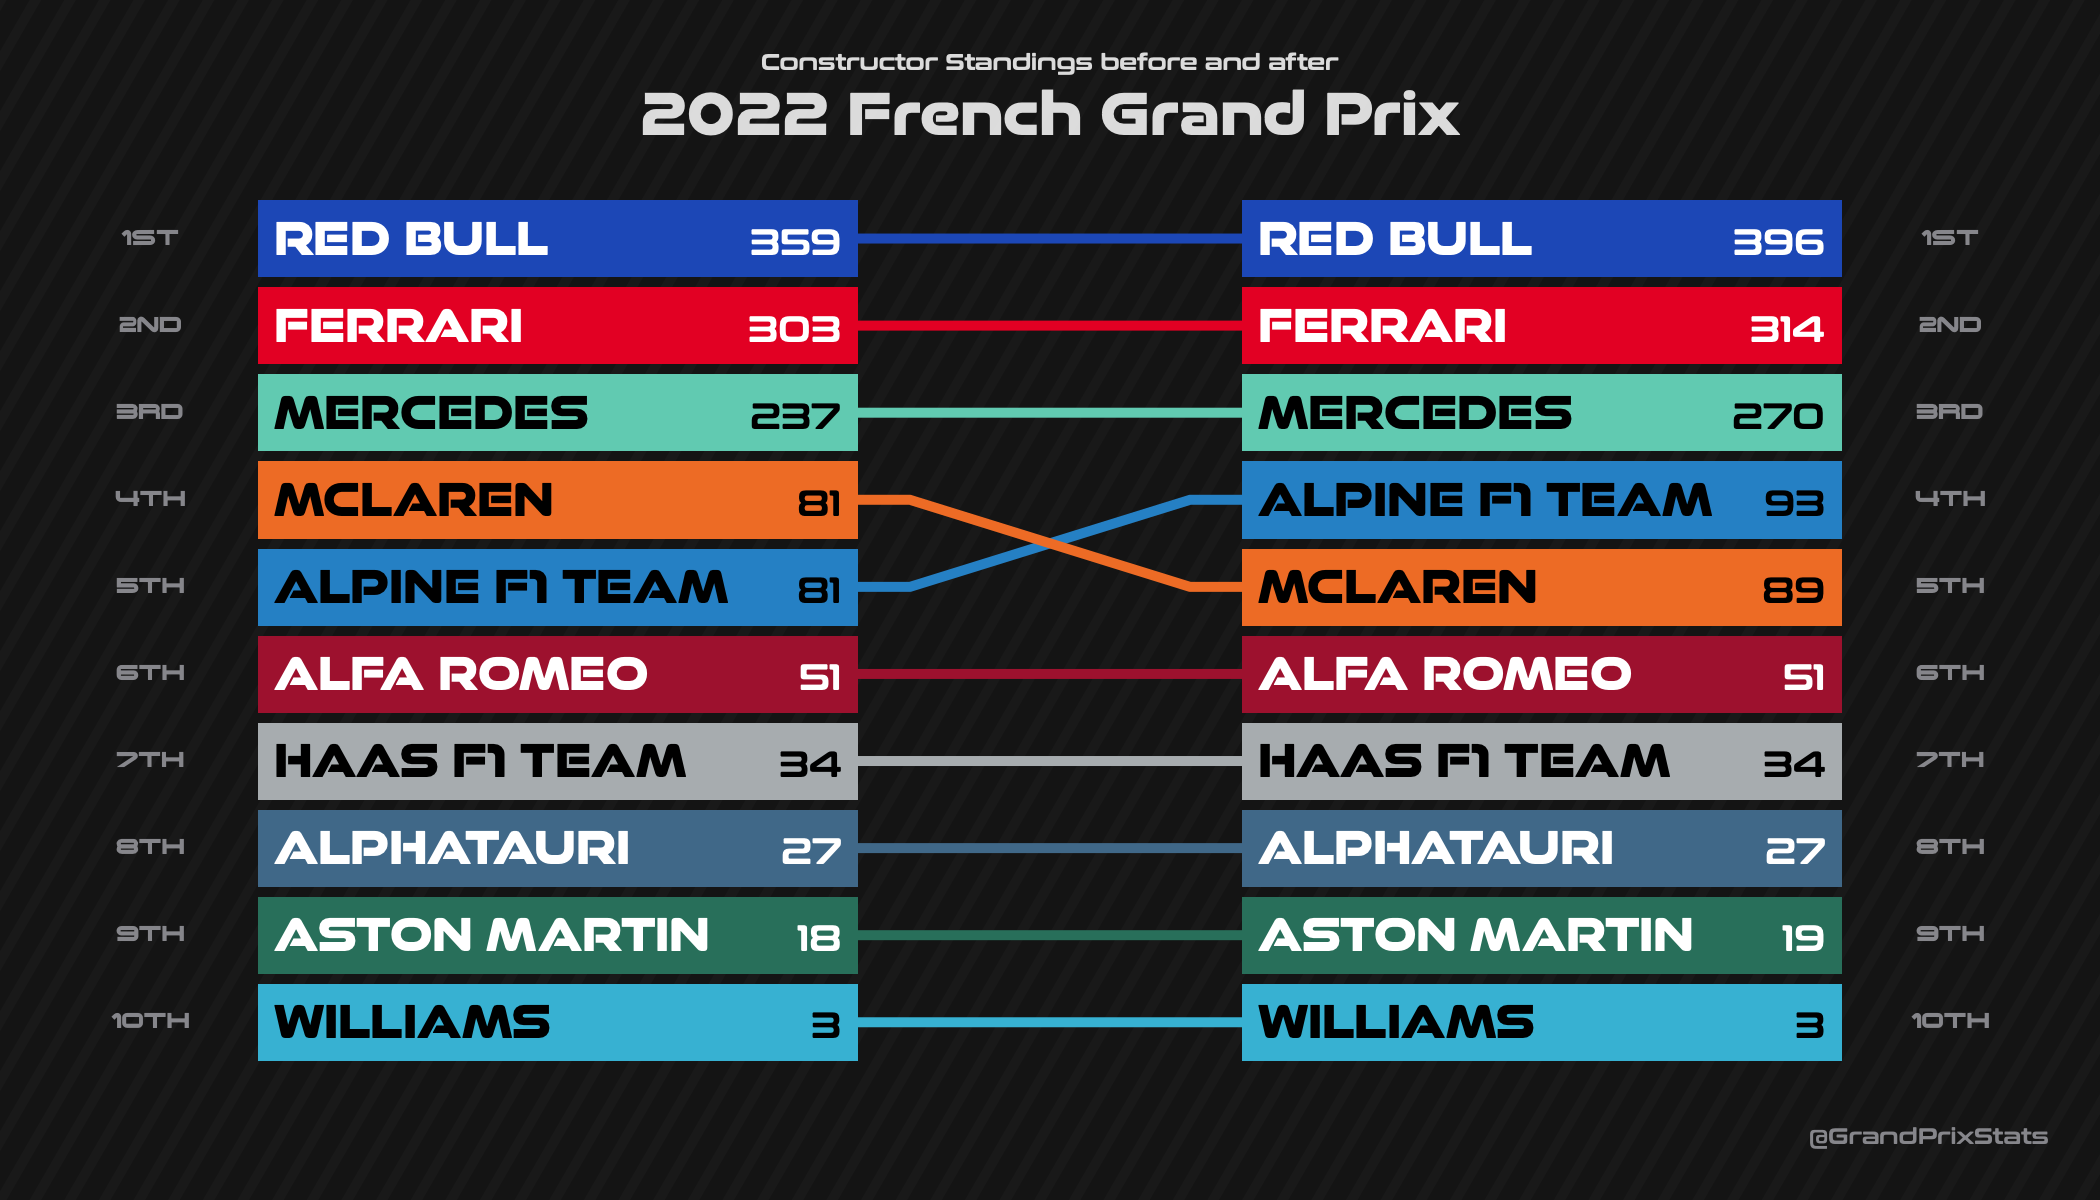 Constructor Standings before and after
2022 French Grand Prix
1ST RED BULL 359 RED BULL 396 1ST
2ND FERRARI 303 FERRARI 314 2ND
3RD MERCEDES 237 MERCEDES 270 3RD
4TH MCLAREN 81 ALPINE F1 TEAM 93 4TH
5TH ALPINE F1 TEAM 81 MCLAREN 89 5TH
6TH ALFA ROMEO 51 ALFA ROMEO 51 6TH
7TH HAAS F1 TEAM 34 HAAS F1 TEAM 34 7TH
8TH ALPHATAURI 27 ALPHATAURI 27 8TH
9TH ASTON MARTIN 18 ASTON MARTIN 19 9TH
10TH WILLIAMS 3 WILLIAMS 3 10TH
@GrandPrixStats